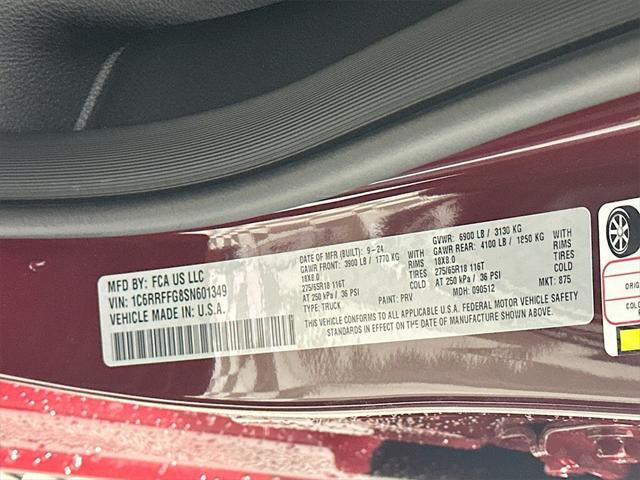 MFD BY: FCA US LLC
VIN: 1C6RRFFG8SN601349
VEHICLE MADE IN: U.S.A.
DATE OF MFR (BUILT): 9-24
GAWR FRONT: 3900 LB / 1770 KG WITH
18X8.0 RIMS
275/65R18 116T TIRES
AT 250 kPa / 36 PSI COLD
TYPE: TRUCK 1C: PRV
GVWR: 6900 LB / 3130 KG
GAWR REAR: 4100 LB / 1850 KG WITH
18X8.0 RIMS
275/65R18 116T TIRES
AT 250 kPa / 36 PSI COLD
MDH: 090512 MKT: 875
THIS VEHICLE CONFORMS TO ALL APPLICABLE U.S.A. FEDERAL MOTOR VEHICLE SAFETY
STANDARDS IN EFFECT ON THE DATE OF MANUFACTURE SHOWN ABOVE.